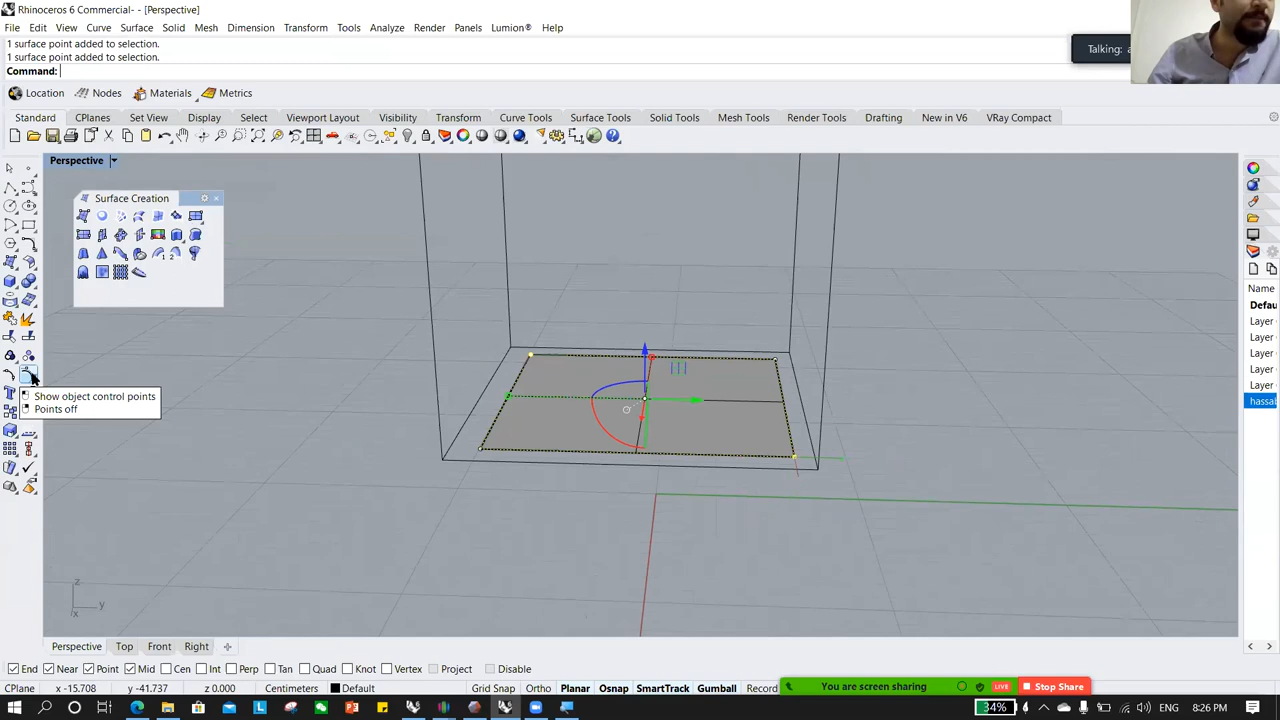 Rhinoceros 6 Commercial- - [Perspective]
File Edit View Curve Surface Solid Mesh Dimension Transform Tools Analyze Render Panels Lumion® Help
1 surface point added to selection.
1 surface point added to selection.
Command:
Talking: a
Location Nodes Materials Metrics
Standard CPlanes Set View Display Select Viewport Layout Visibility Transform Curve Tools Surface Tools Solid Tools Mesh Tools Render Tools Drafting New in V6 VRay Compact
Perspective
Surface Creation
Name
Defau
Layer
Layer
Layer
Layer
Layer
hassab
Show object control points
Points off
z
y
x
Perspective Top Front Right
End Near Point Mid Cen Int Perp Tan Quad Knot Vertex Project Disable
CPlane x -15.708 y -41.737 z 0.000 Centimeters Default Grid Snap Ortho Planar Osnap SmartTrack Gumball Record
You are screen sharing LIVE Stop Share
34% ENG 8:26 PM